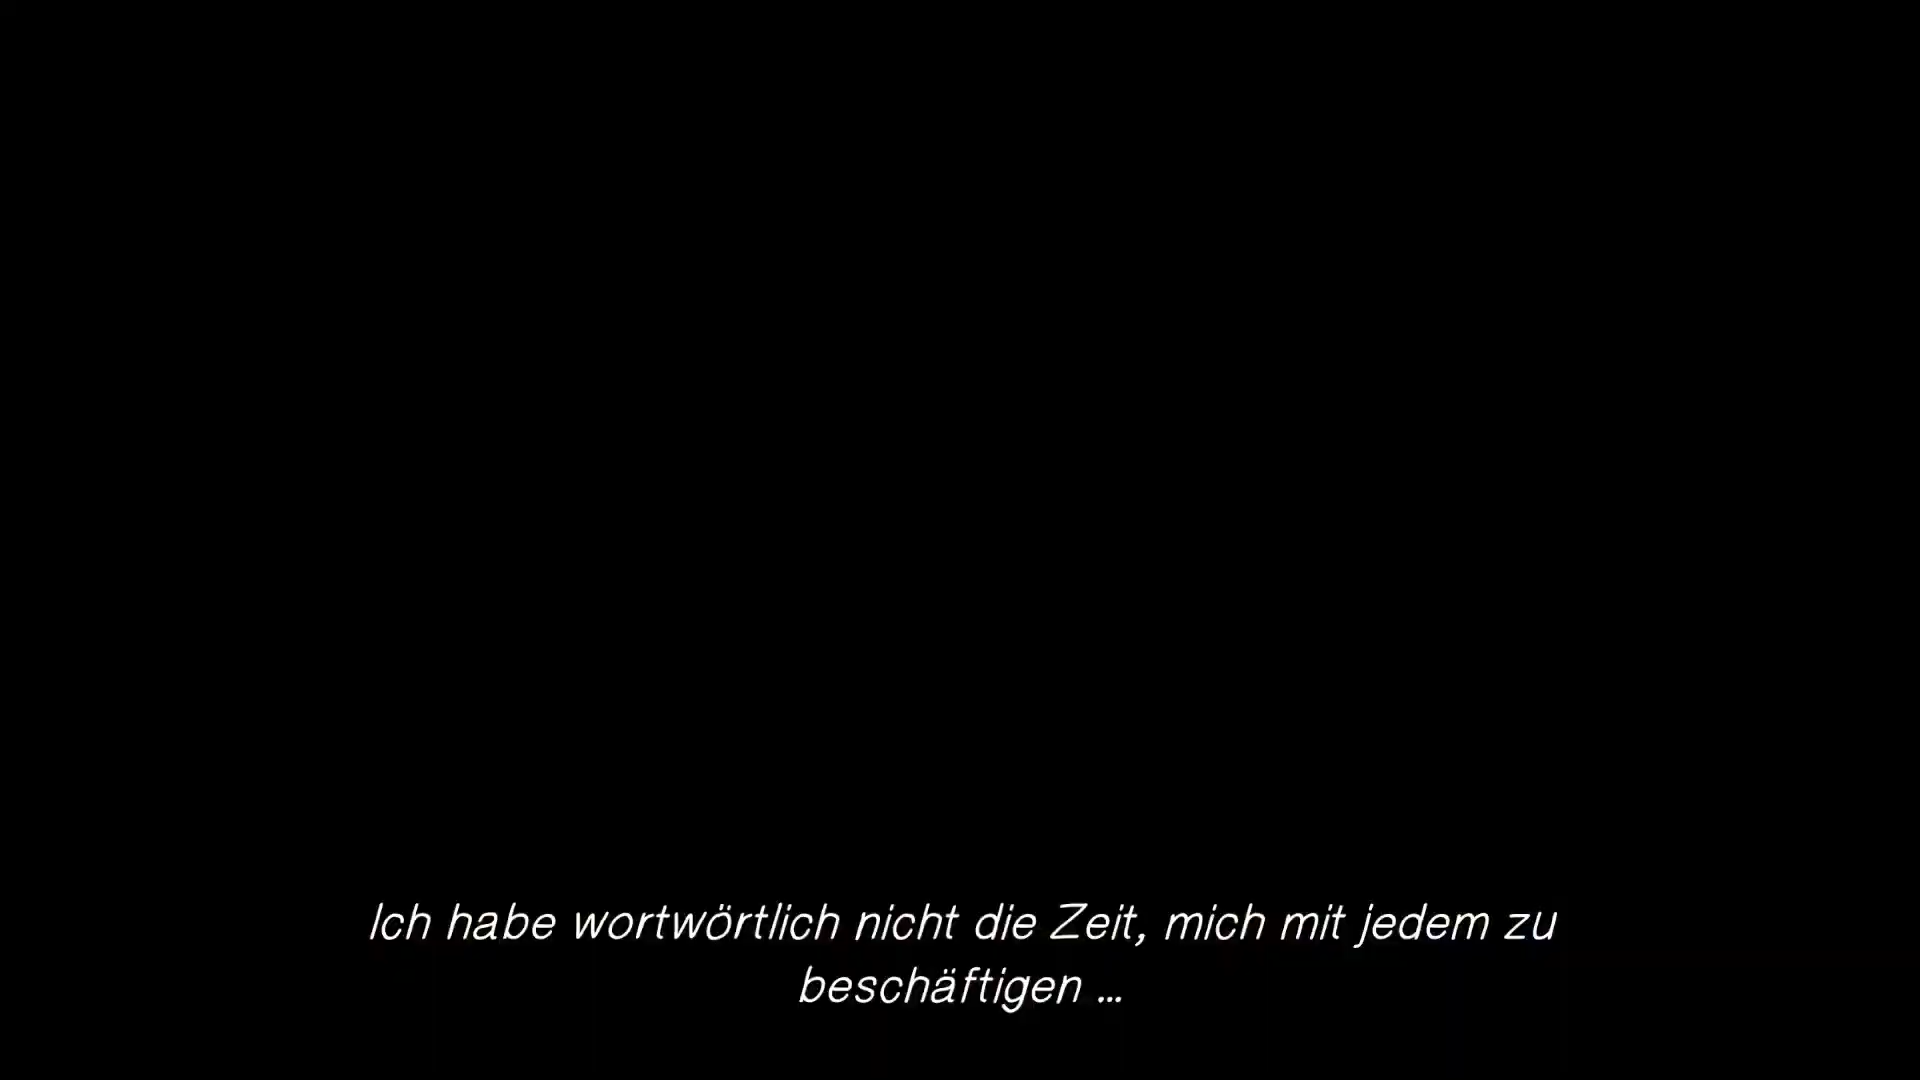 Ich habe wortwörtlich nicht die Zeit, mich mit jedem zu
beschäftigen ...